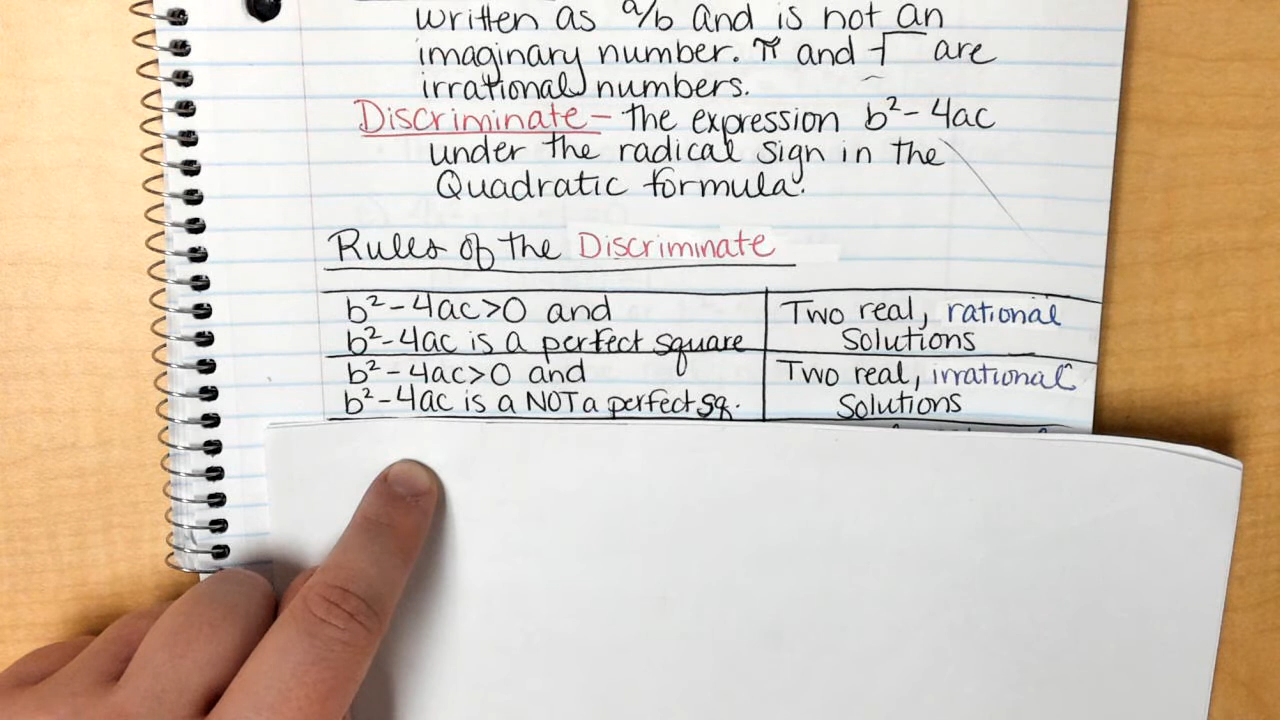 written as a/b and is not an
imaginary number. π and √ are
irrational numbers.
Discriminate - the expression b²-4ac
under the radical sign in the
Quadratic formula.
Rules of the Discriminate
b²-4ac>0 and
b²-4ac is a perfect square
Two real, rational
Solutions
b²-4ac>0 and
b²-4ac is a NOT a perfect sq.
Two real, irrational
Solutions